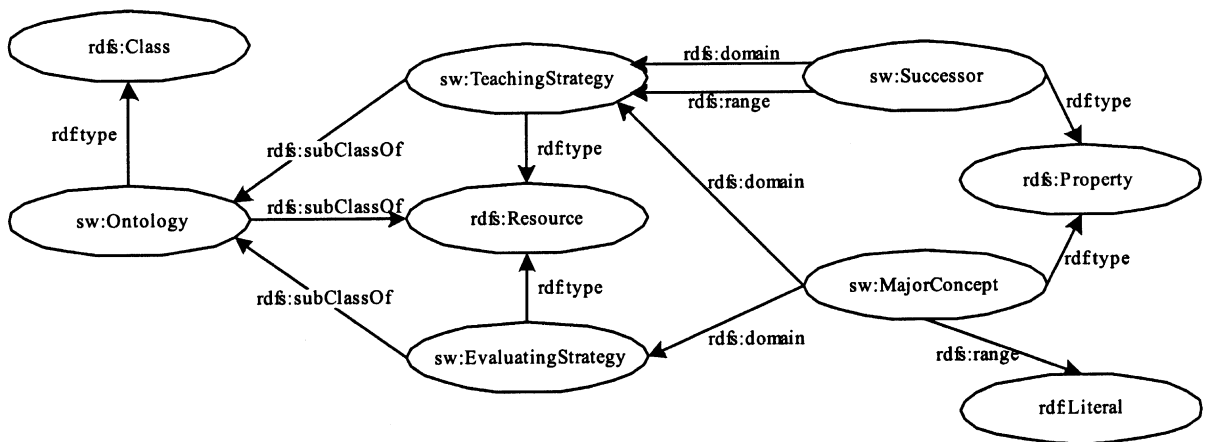 rdfs:Class
sw:TeachingStrategy
rdfs:domain
rdfs:range
sw:Successor
rdf:type
rdfs:subClassOf
rdf:type
rdf:type
rdfs:domain
rdfs:Property
sw:Ontology
rdfs:subClassOf
rdfs:Resource
rdfs:subClassOf
rdf:type
sw:MajorConcept
rdf:type
sw:EvaluatingStrategy
rdfs:domain
rdfs:range
rdf:Literal